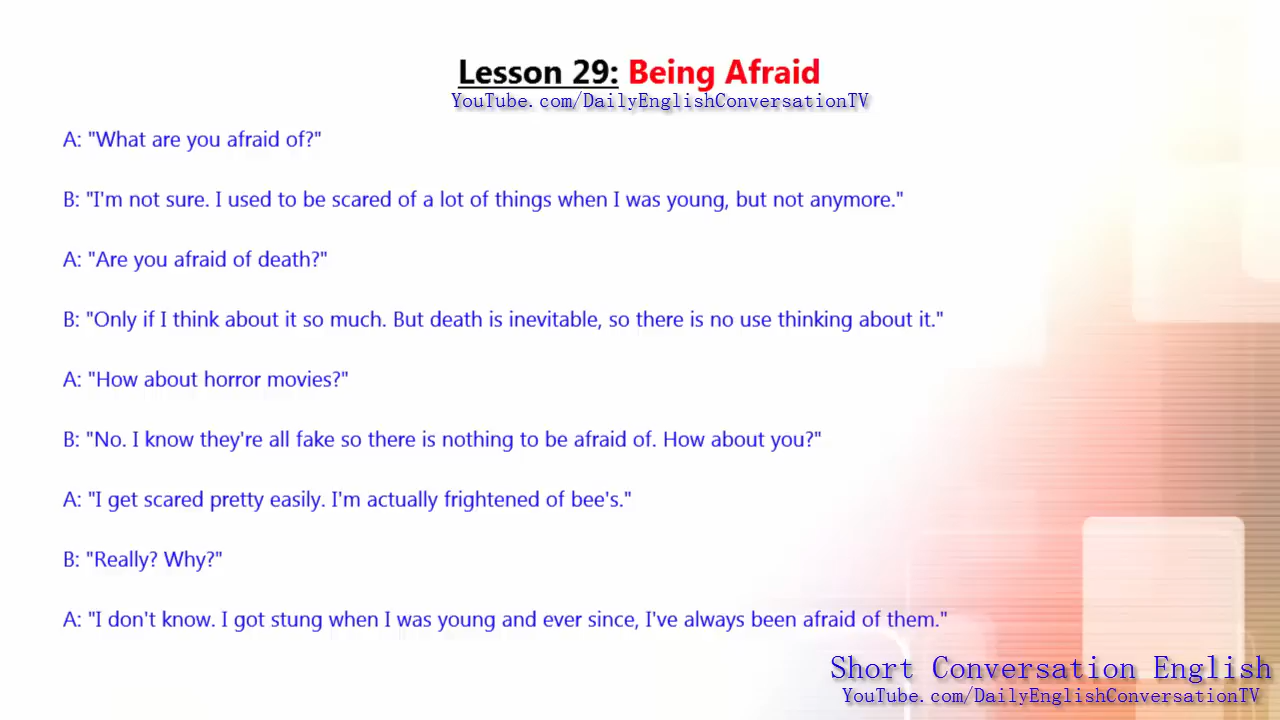 Lesson 29: Being Afraid
YouTube.com/DailyEnglishConversationTV
A: "What are you afraid of?"
B: "I'm not sure. I used to be scared of a lot of things when I was young, but not anymore."
A: "Are you afraid of death?"
B: "Only if I think about it so much. But death is inevitable, so there is no use thinking about it."
A: "How about horror movies?"
B: "No. I know they're all fake so there is nothing to be afraid of. How about you?"
A: "I get scared pretty easily. I'm actually frightened of bee's."
B: "Really? Why?"
A: "I don't know. I got stung when I was young and ever since, I've always been afraid of them."
Short Conversation English
YouTube.com/DailyEnglishConversationTV